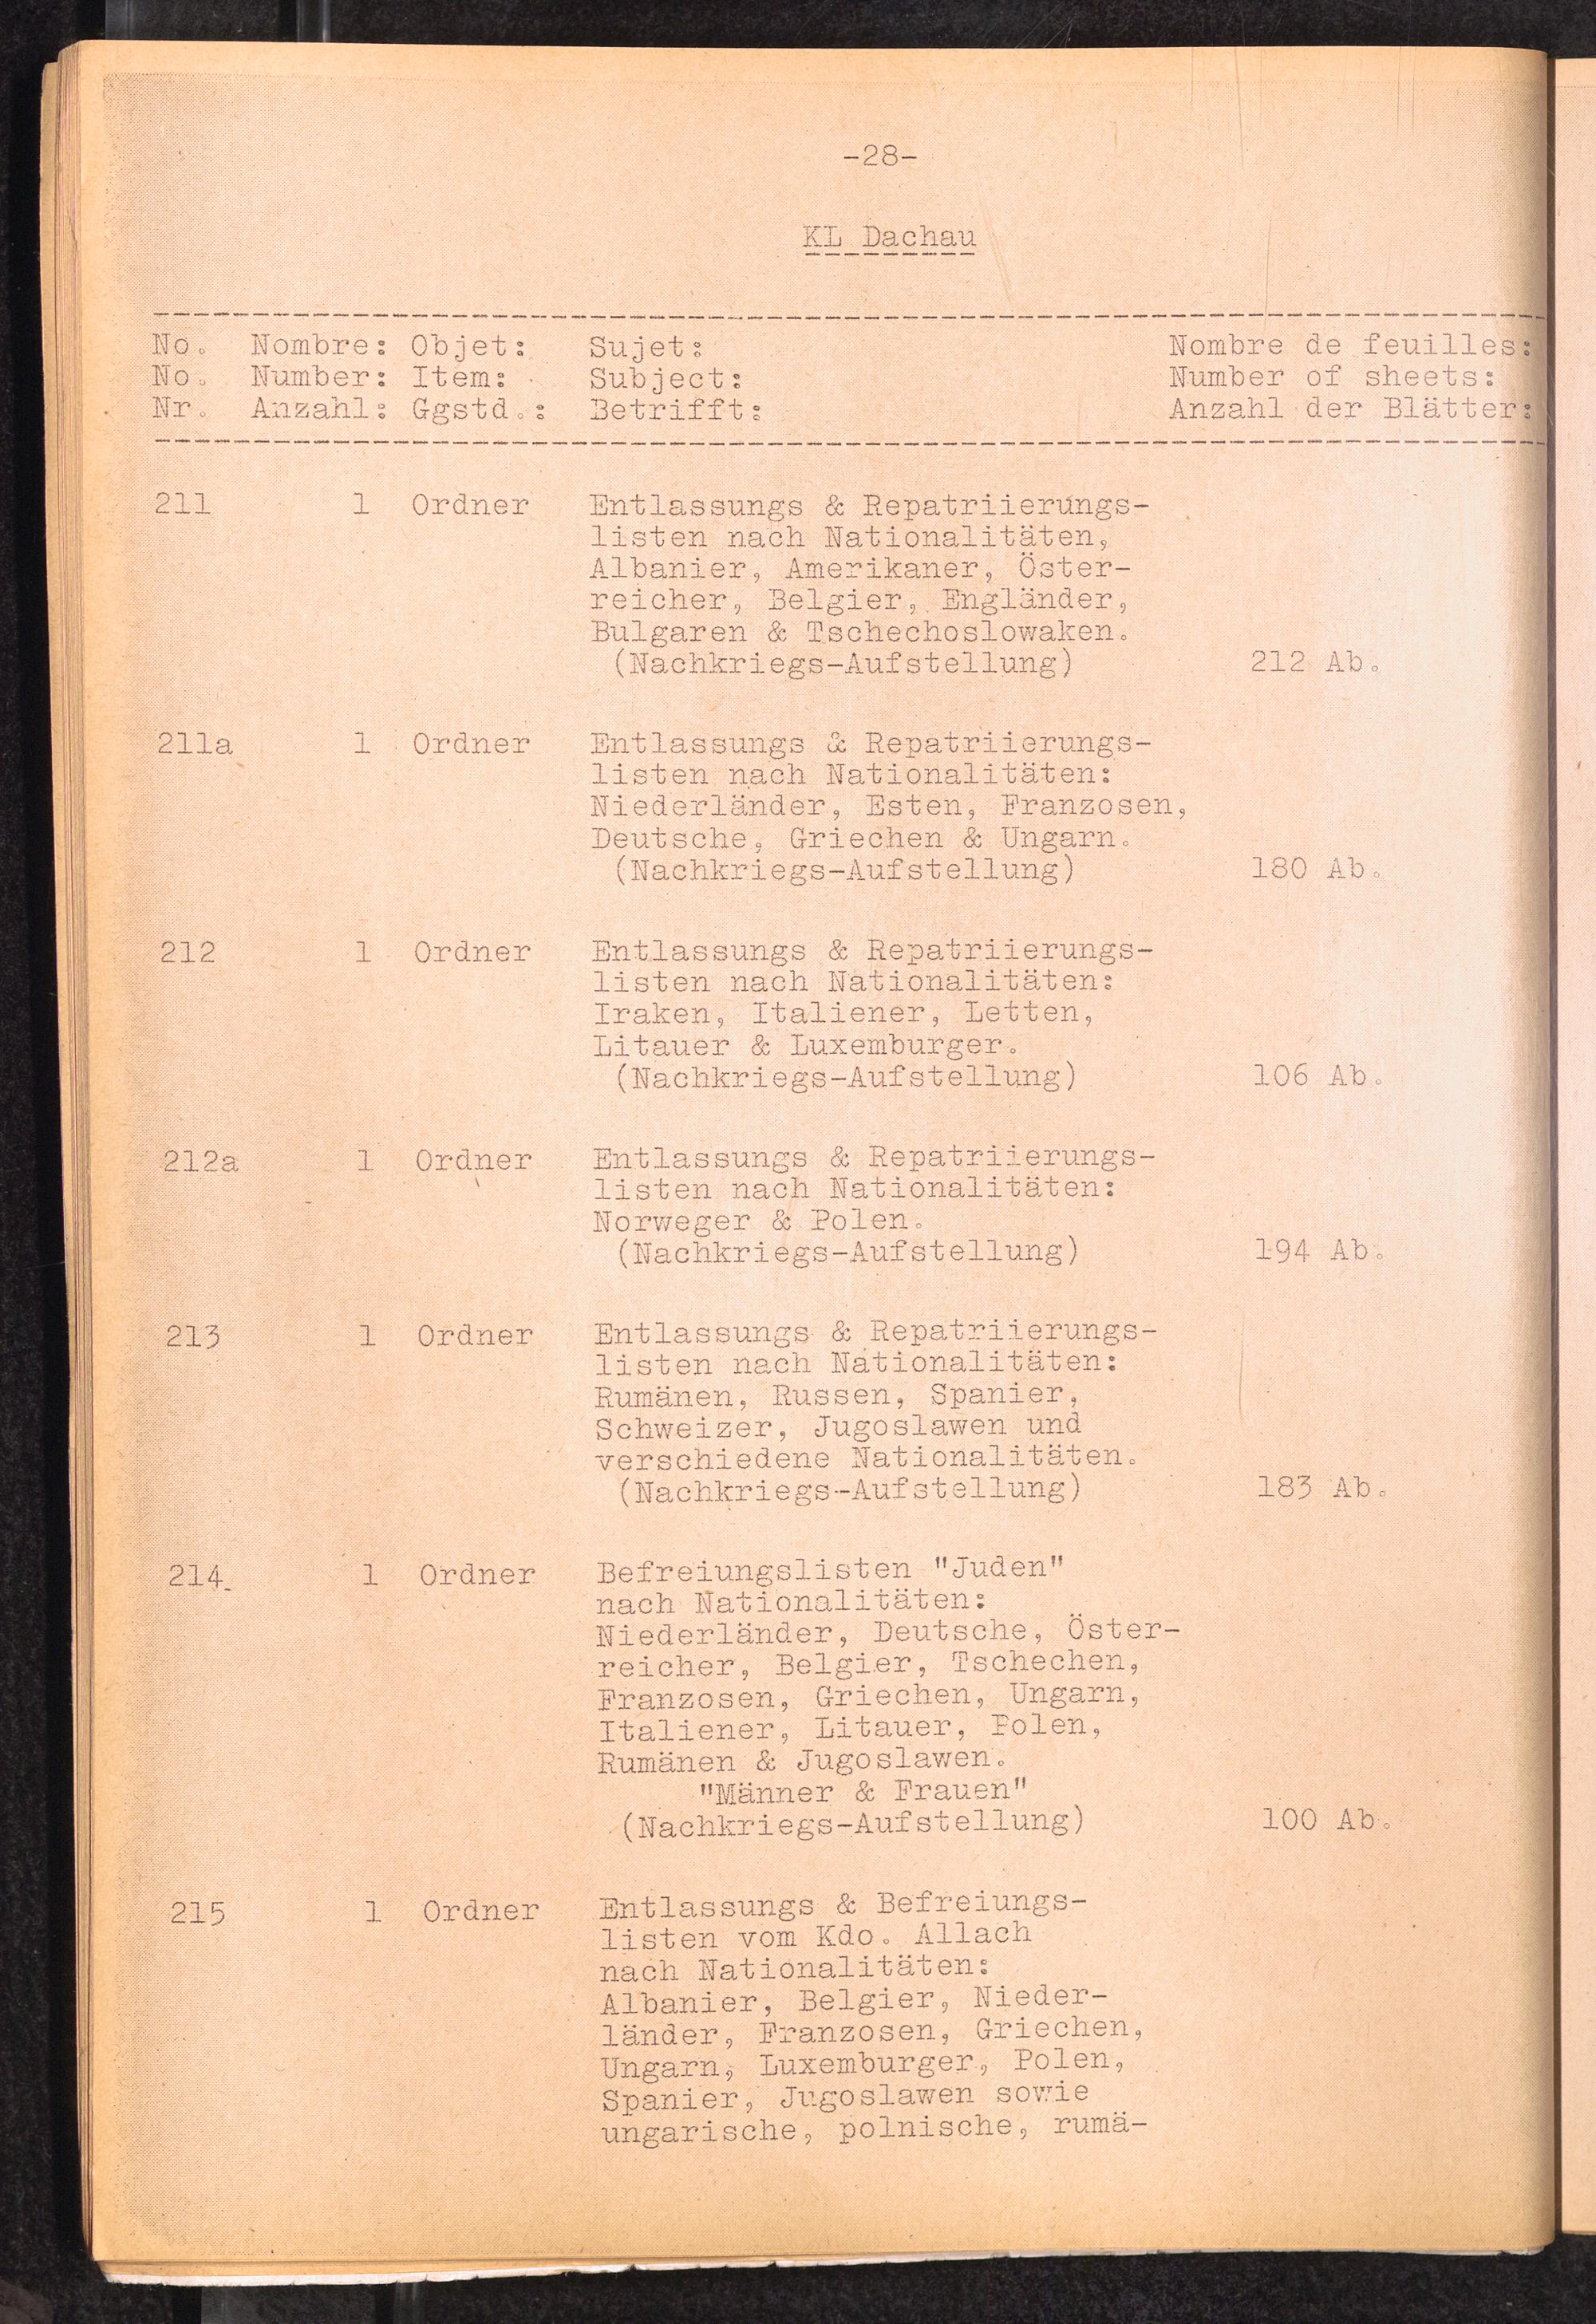 -28-
KL Dachau
No. Nombre: Objet: Sujet: Nombre de feuilles:
No. Number: Item: Subject: Number of sheets:
Nr. Anzahl: Ggstd.: Betrifft: Anzahl der Blätter:
211 1 Ordner Entlassungs & Repatriierungs-
listen nach Nationalitäten,
Albanier, Amerikaner, Öster-
reicher, Belgier, Engländer,
Bulgaren & Tschechoslowaken.
(Nachkriegs-Aufstellung) 212 Ab.
211a 1 Ordner Entlassungs & Repatriierungs-
listen nach Nationalitäten:
Niederländer, Esten, Franzosen,
Deutsche, Griechen & Ungarn.
(Nachkriegs-Aufstellung) 180 Ab.
212 1 Ordner Entlassungs & Repatriierungs-
listen nach Nationalitäten:
Iraken, Italiener, Letten,
Litauer & Luxemburger.
(Nachkriegs-Aufstellung) 106 Ab.
212a 1 Ordner Entlassungs & Repatriierungs-
listen nach Nationalitäten:
Norweger & Polen.
(Nachkriegs-Aufstellung) 194 Ab.
213 1 Ordner Entlassungs & Repatriierungs-
listen nach Nationalitäten:
Rumänen, Russen, Spanier,
Schweizer, Jugoslawen und
verschiedene Nationalitäten.
(Nachkriegs-Aufstellung) 183 Ab.
214 1 Ordner Befreiungslisten "Juden"
nach Nationalitäten:
Niederländer, Deutsche, Öster-
reicher, Belgier, Tschechen,
Franzosen, Griechen, Ungarn,
Italiener, Litauer, Polen,
Rumänen & Jugoslawen.
"Männer & Frauen"
(Nachkriegs-Aufstellung) 100 Ab.
215 1 Ordner Entlassungs & Befreiungs-
listen vom Kdo. Allach
nach Nationalitäten:
Albanier, Belgier, Nieder-
länder, Franzosen, Griechen,
Ungarn, Luxemburger, Polen,
Spanier, Jugoslawen sowie
ungarische, polnische, rumä-